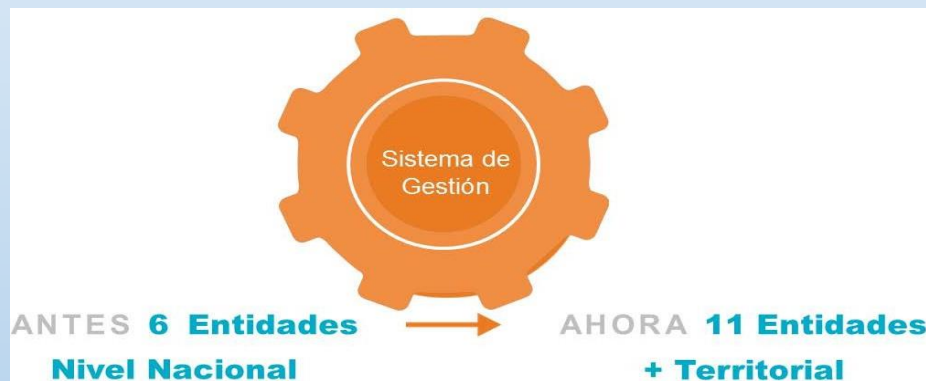 Sistema de
Gestión
ANTES 6 Entidades
Nivel Nacional
AHORA 11 Entidades
+ Territorial